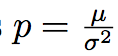 s p = μ/σ²